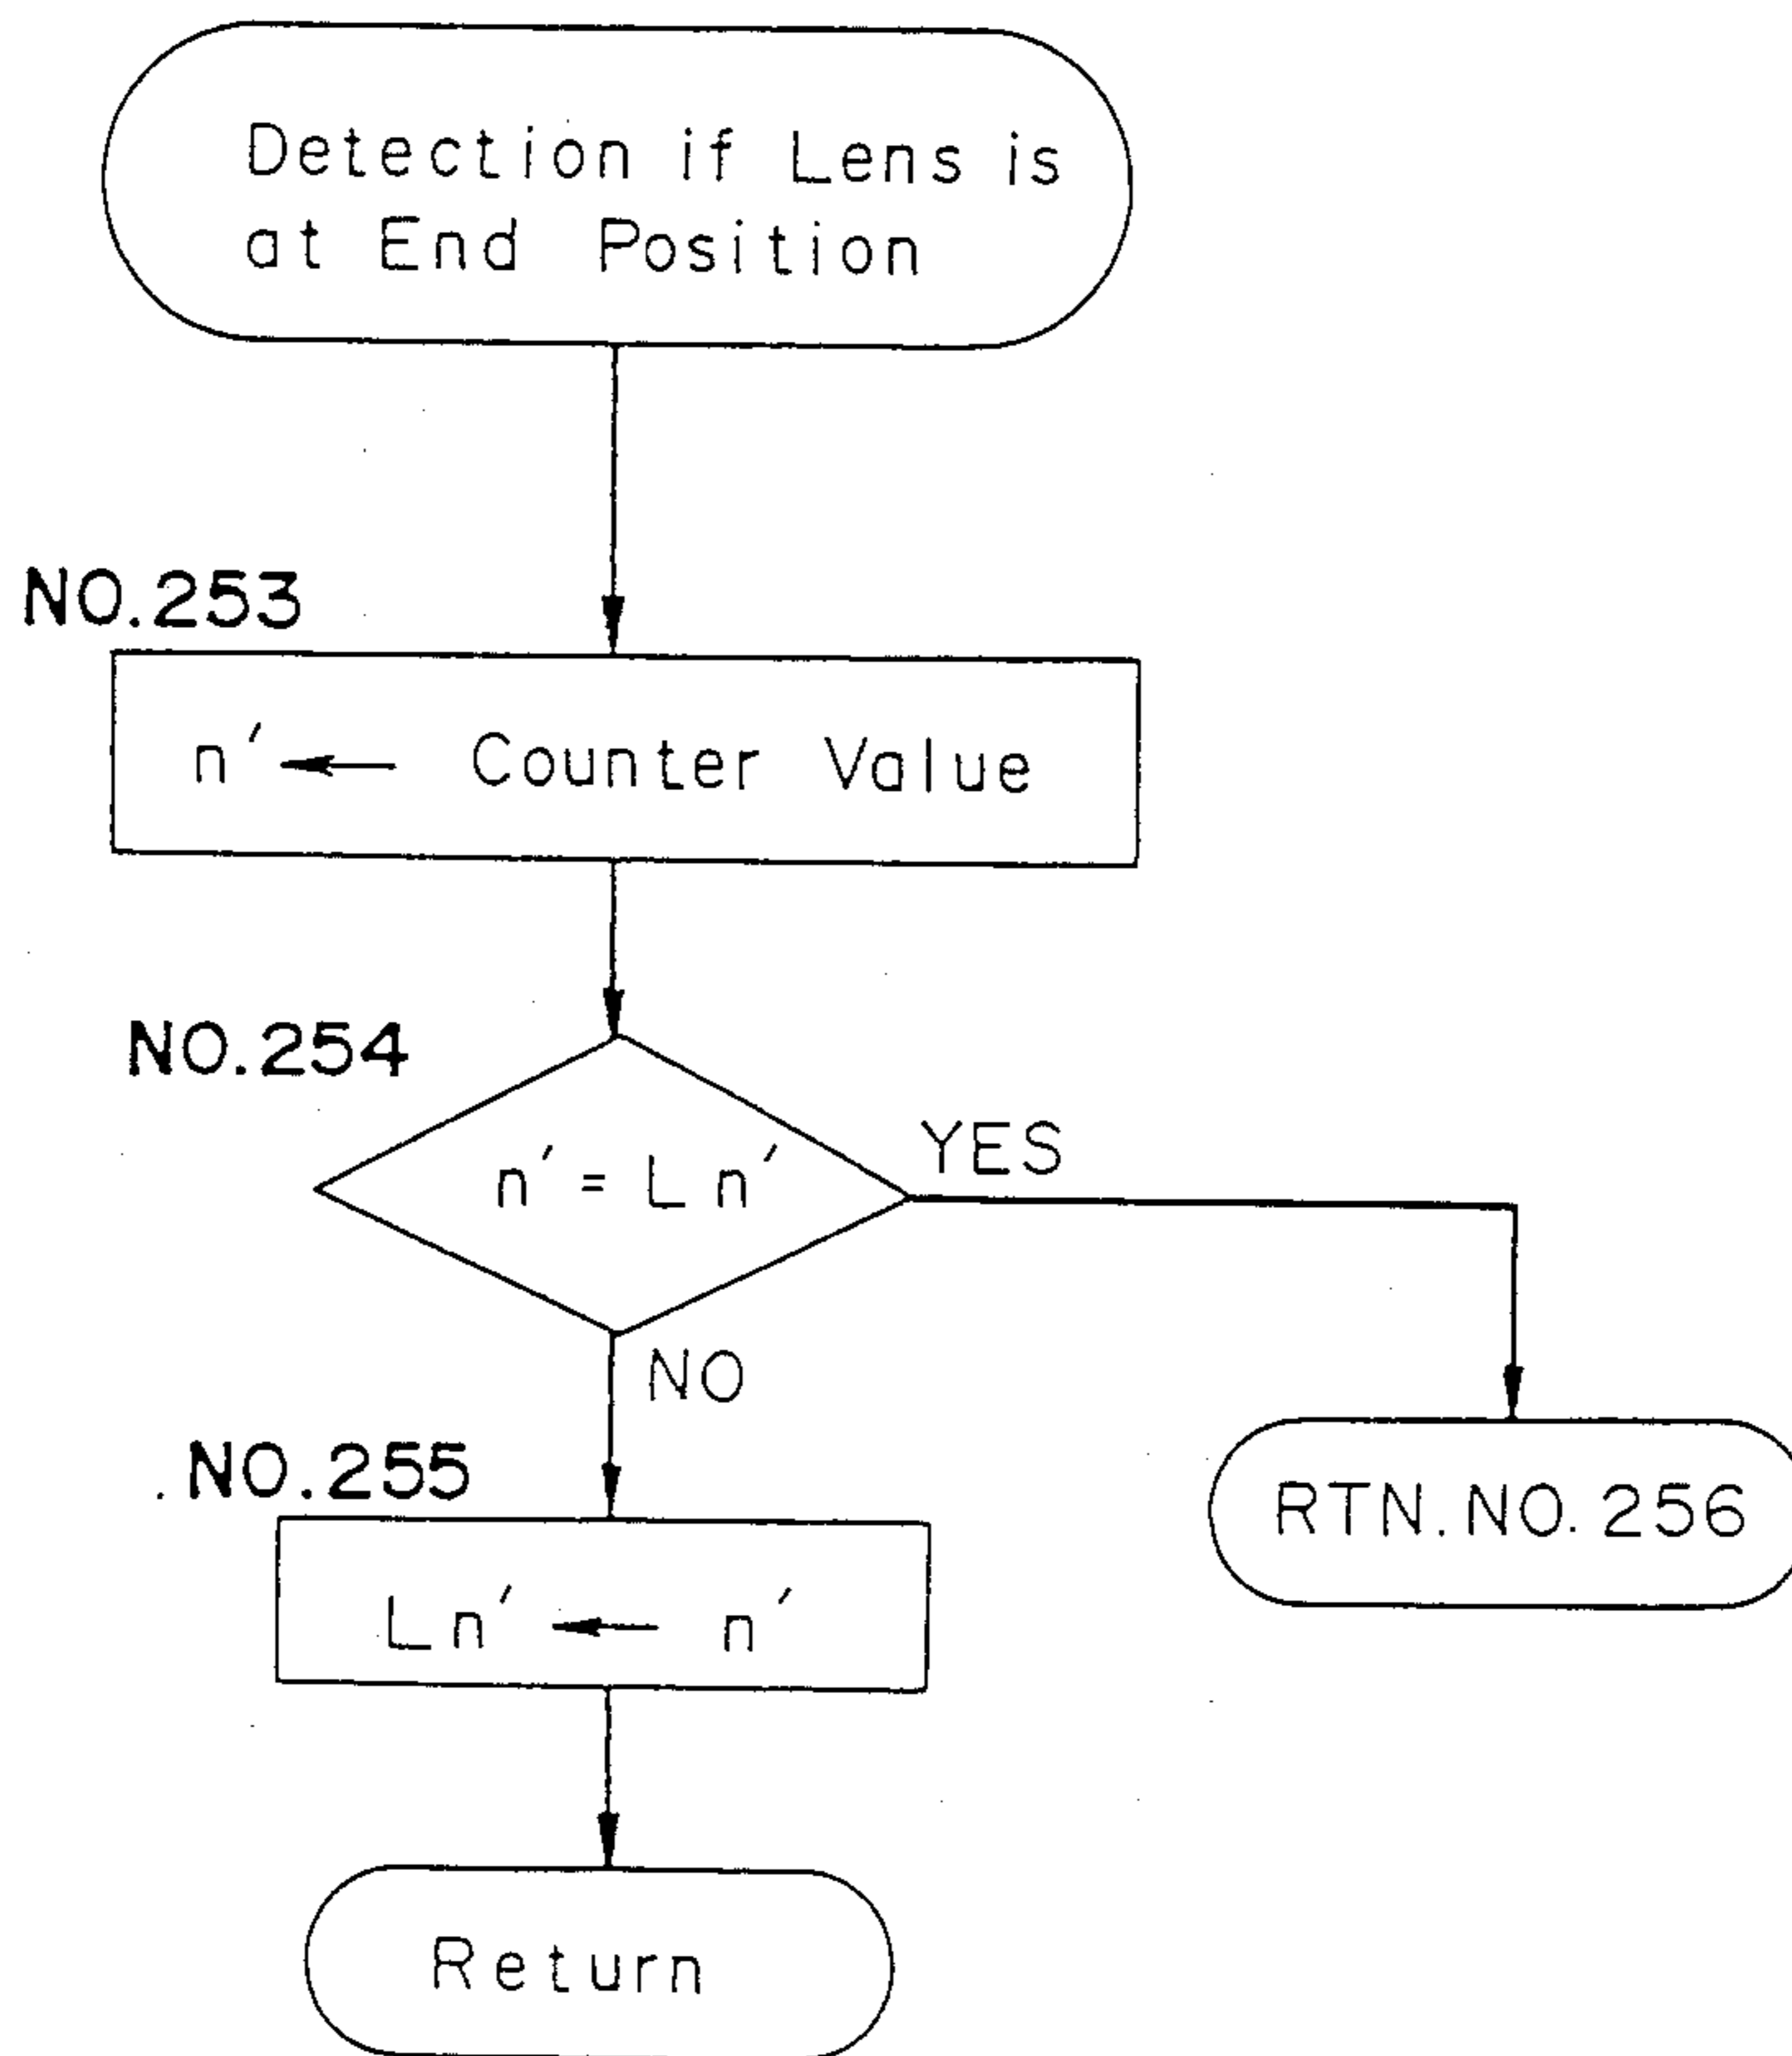 Detection if Lens is
at End Position
NO.253
n' ← Counter Value
NO.254
n' = Ln'
YES
NO
NO.255
Ln' ← n'
RTN.NO.256
Return